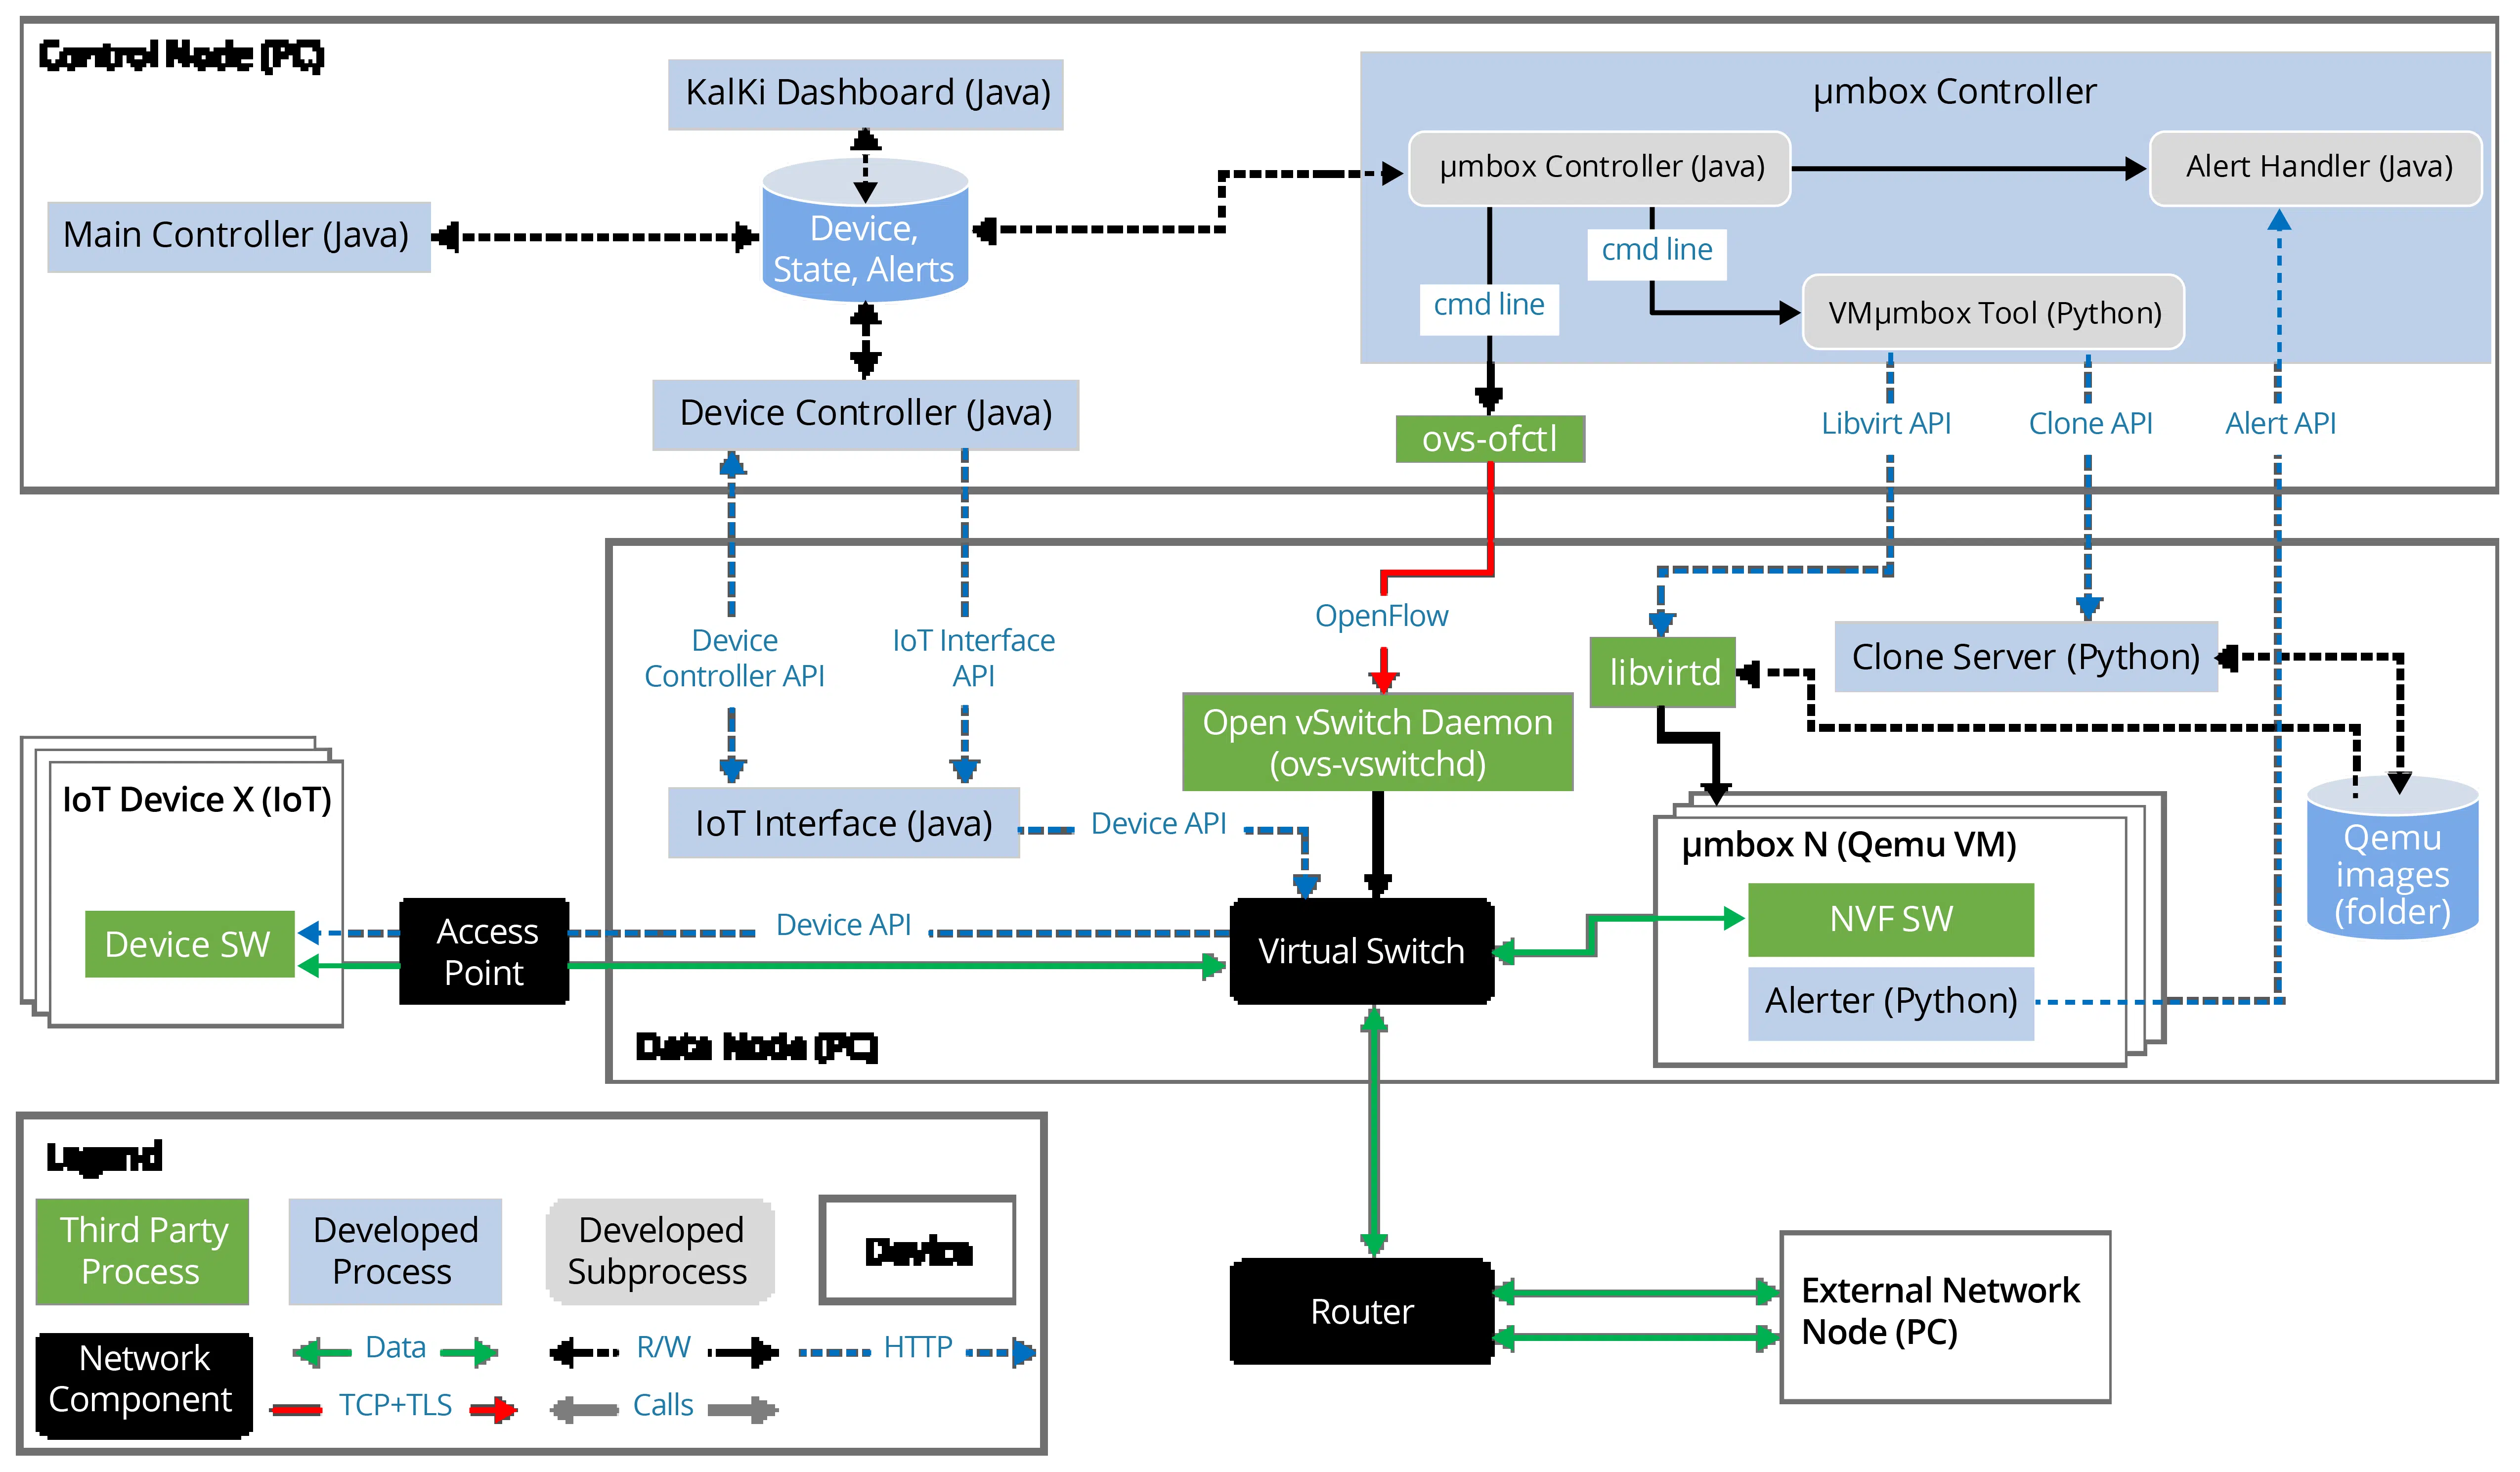 Control Node (PC)
KalKi Dashboard (Java)
µmbox Controller
µmbox Controller (Java)
Alert Handler (Java)
Main Controller (Java)
Device,
State, Alerts
cmd line
cmd line
VMµmbox Tool (Python)
Device Controller (Java)
ovs-ofctl
Libvirt API
Clone API
Alert API
Device
Controller API
IoT Interface
API
OpenFlow
libvirtd
Clone Server (Python)
Open vSwitch Daemon
(ovs-vswitchd)
IoT Device X (IoT)
IoT Interface (Java)
Device API
µmbox N (Qemu VM)
Qemu
images
(folder)
Device SW
Access
Point
Device API
Virtual Switch
NVF SW
Alerter (Python)
Data Node (PC)
Legend
Third Party
Process
Developed
Process
Developed
Subprocess
Device
Network
Component
Data
R/W
HTTP
TCP+TLS
Calls
Router
External Network
Node (PC)